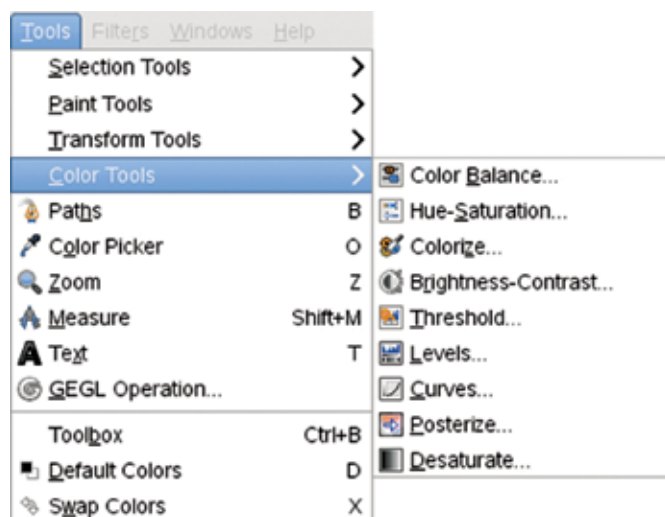 Tools Filters Windows Help
Selection Tools
Paint Tools
Transform Tools
Color Tools
Paths B
Color Picker O
Zoom Z
Measure Shift+M
Text T
GEGL Operation...
Toolbox Ctrl+B
Default Colors D
Swap Colors X
Color Balance...
Hue-Saturation...
Colorize...
Brightness-Contrast...
Threshold...
Levels...
Curves...
Posterize...
Desaturate...